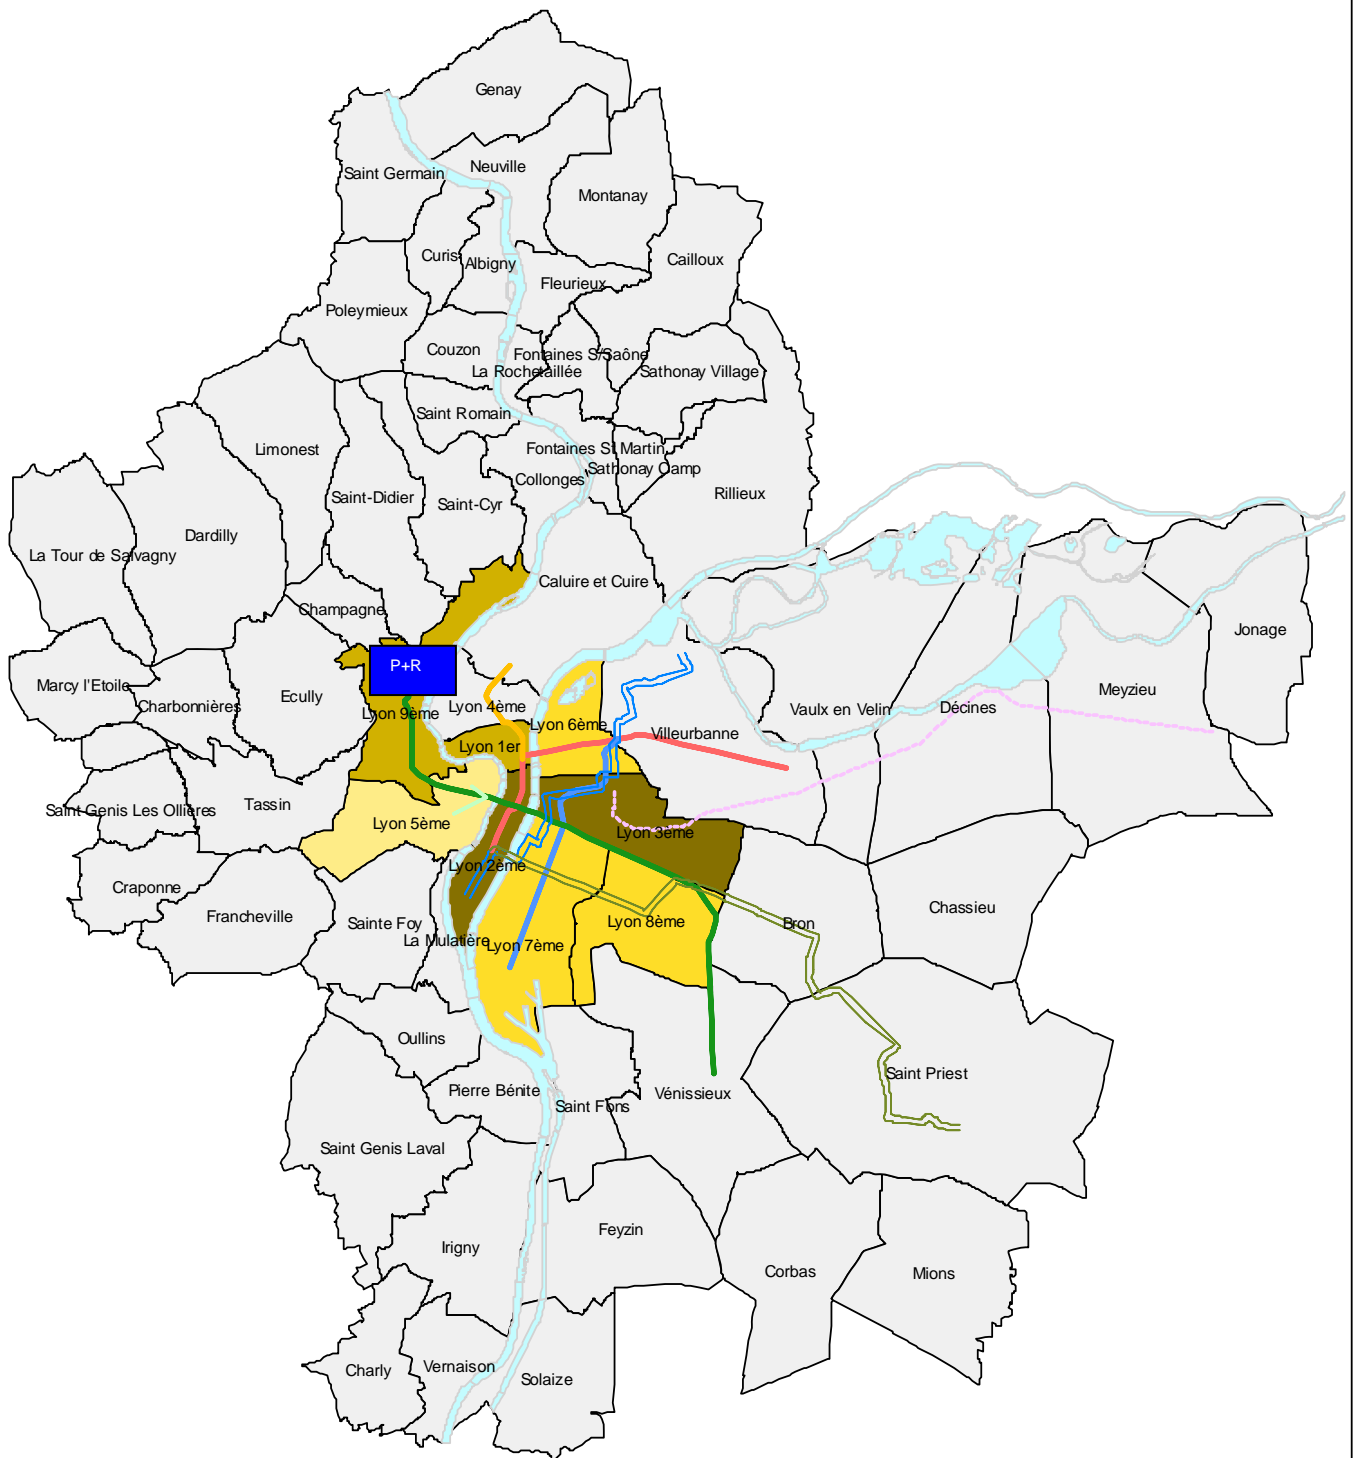 Genay
Neuville
Saint Germain
Montanay
Curis
Albigny
Cailloux
Fleurieux
Poleymieux
Couzon
Fontaines S/Saône
La Rochetaillée
Sathonay Village
Saint Romain
Limonest
Fontaines St Martin
Sathonay Camp
Collonges
Rillieux
Saint-Didier
Saint-Cyr
Dardilly
La Tour de Salvagny
Caluire et Cuire
Champagne
Jonage
P+R
Marcy l'Etoile
Charbonnières
Ecully
Meyzieu
Lyon 9ème
Lyon 4ème
Lyon 6ème
Villeurbanne
Vaulx en Velin
Décines
Lyon 1er
Saint Genis Les Ollières
Tassin
Lyon 5ème
Lyon 3ème
Lyon 2ème
Craponne
Francheville
Sainte Foy
Chassieu
Lyon 8ème
Bron
La Mulatière
Lyon 7ème
Oullins
Saint Priest
Pierre Bénite
Vénissieux
Saint Fons
Saint Genis Laval
Feyzin
Irigny
Corbas
Mions
Charly
Vernaison
Solaize